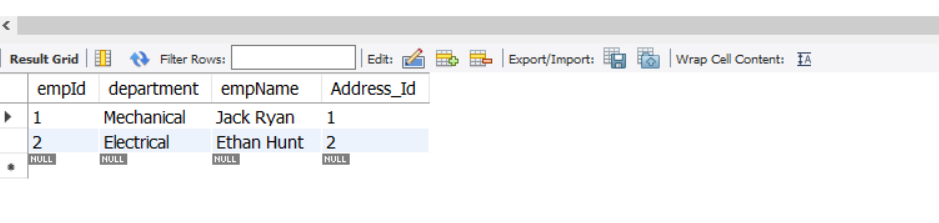 Result Grid Filter Rows: Edit: Export/Import: Wrap Cell Content: IA
empId department empName Address_Id
1 Mechanical Jack Ryan 1
2 Electrical Ethan Hunt 2
NULL NULL NULL NULL